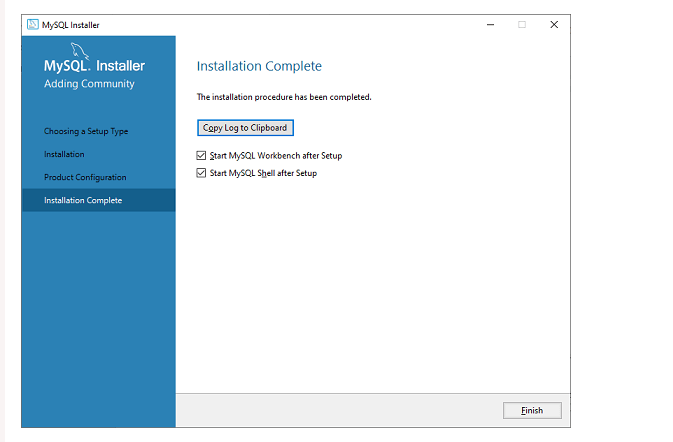 MySQL Installer
MySQL. Installer
Adding Community
Choosing a Setup Type
Installation
Product Configuration
Installation Complete
Installation Complete
The installation procedure has been completed.
Copy Log to Clipboard
Start MySQL Workbench after Setup
Start MySQL Shell after Setup
Finish